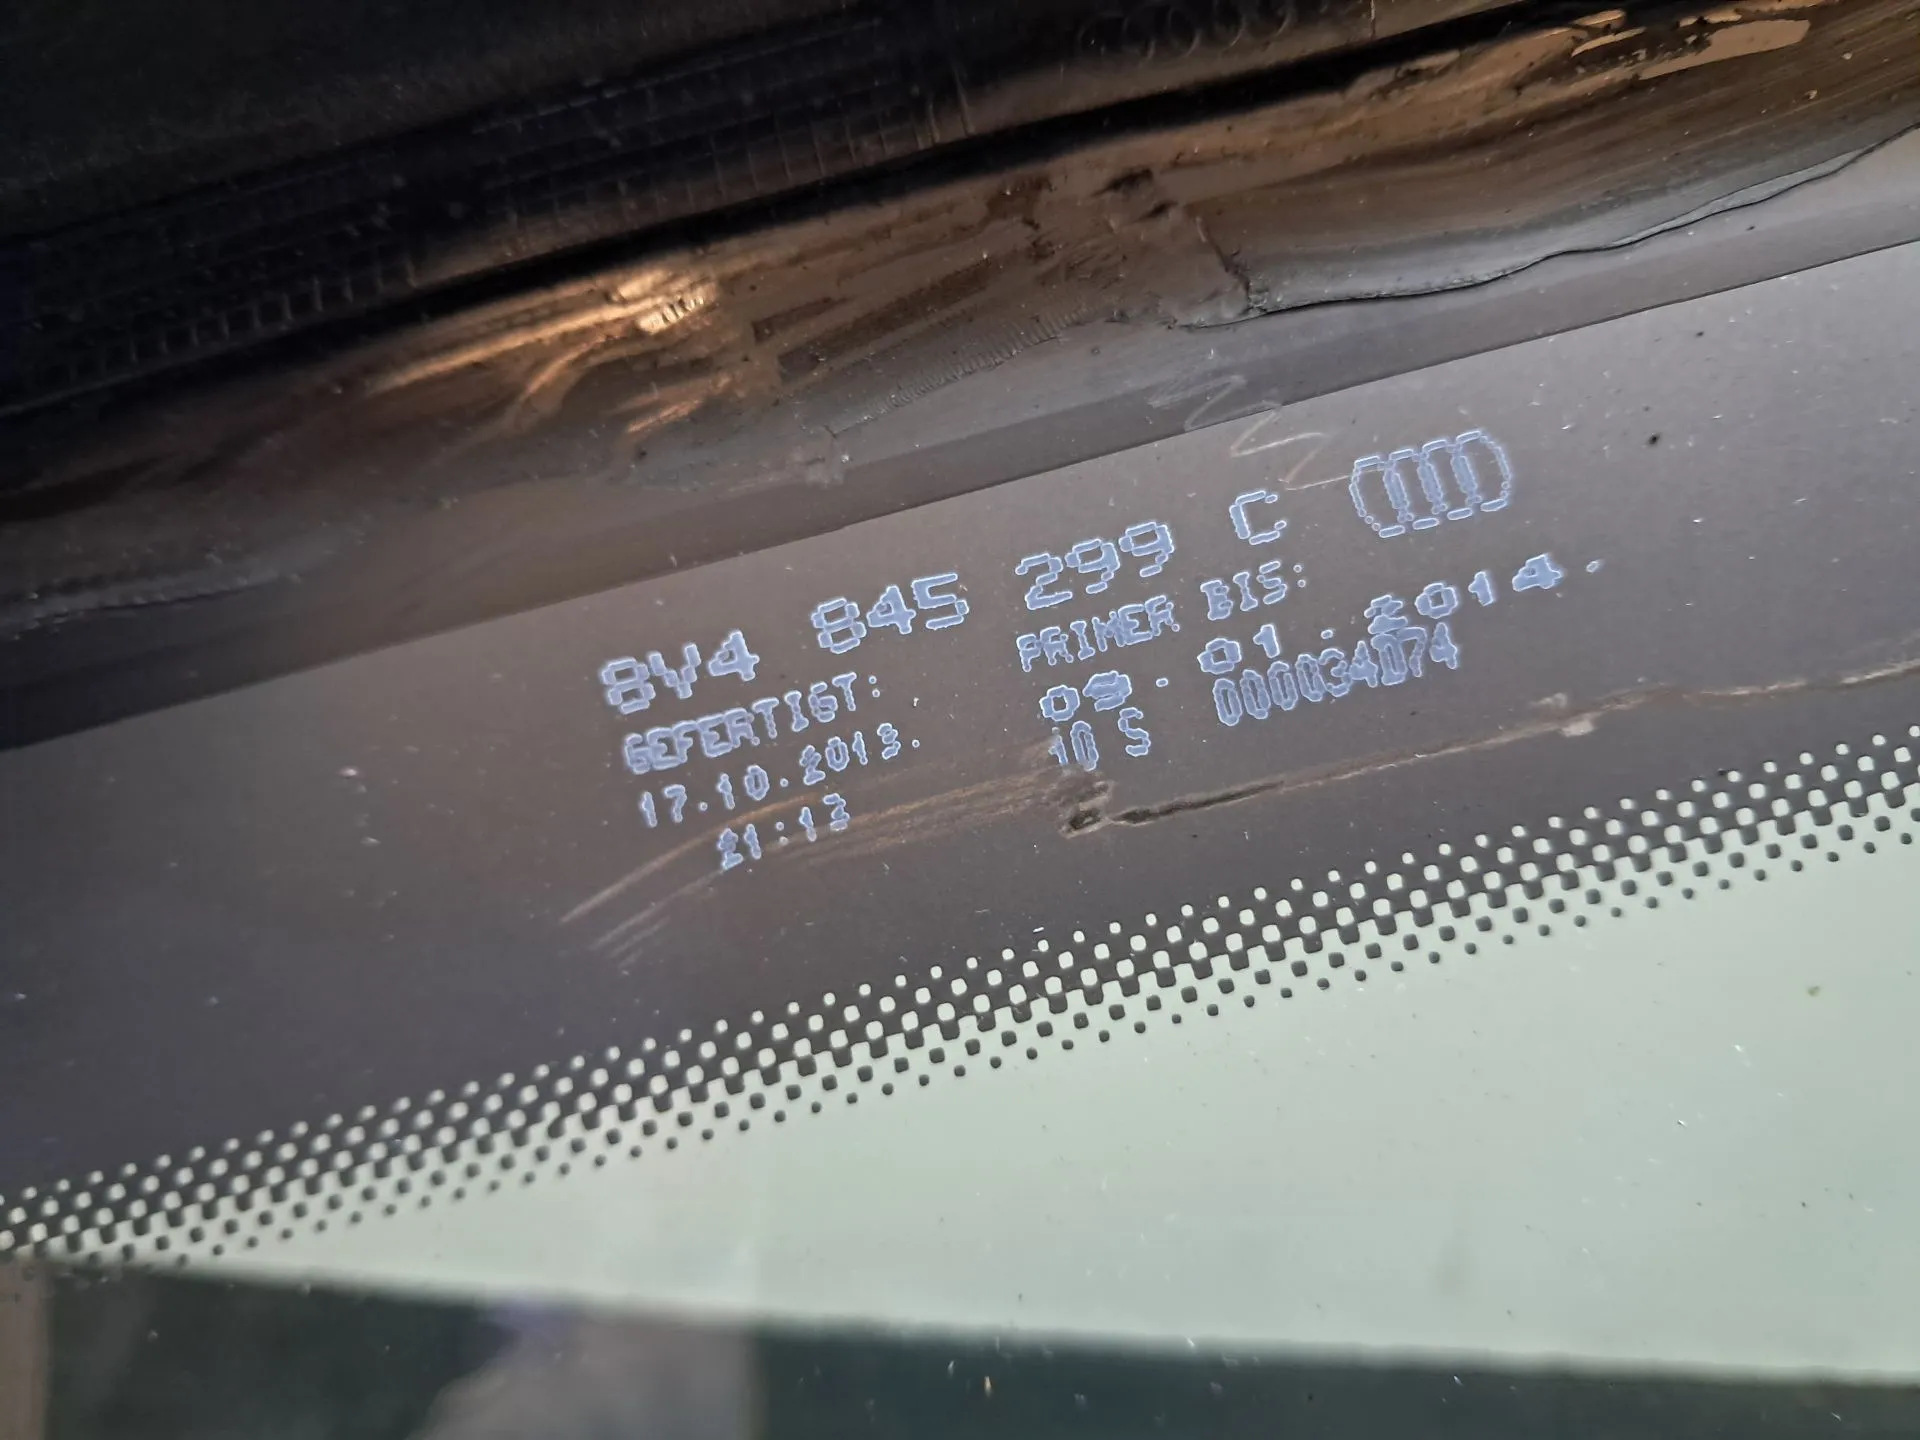 8V4 845 299 C
GEFERTIGT: PRIMER BIS:
17.10.2013. 09.01.2014.
21:13 10 S 000034074